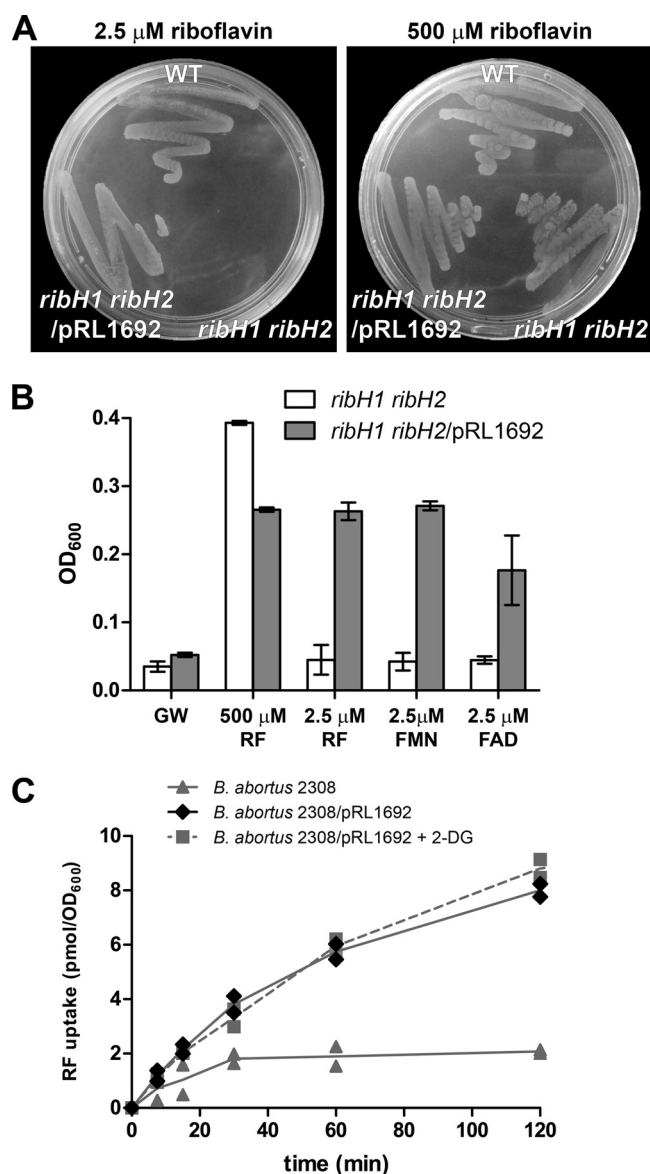 A
2.5 μM riboflavin
500 μM riboflavin
WT
ribH1 ribH2
/pRL1692
ribH1 ribH2
WT
ribH1 ribH2
/pRL1692
ribH1 ribH2
B
ribH1 ribH2
ribH1 ribH2/pRL1692
OD600
0.4
0.3
0.2
0.1
0.0
GW
500 μM
RF
2.5 μM
RF
2.5μM
FMN
2.5 μM
FAD
C
B. abortus 2308
B. abortus 2308/pRL1692
B. abortus 2308/pRL1692 + 2-DG
RF uptake (pmol/OD600)
10
8
6
4
2
0
0
20
40
60
80
100
120
time (min)